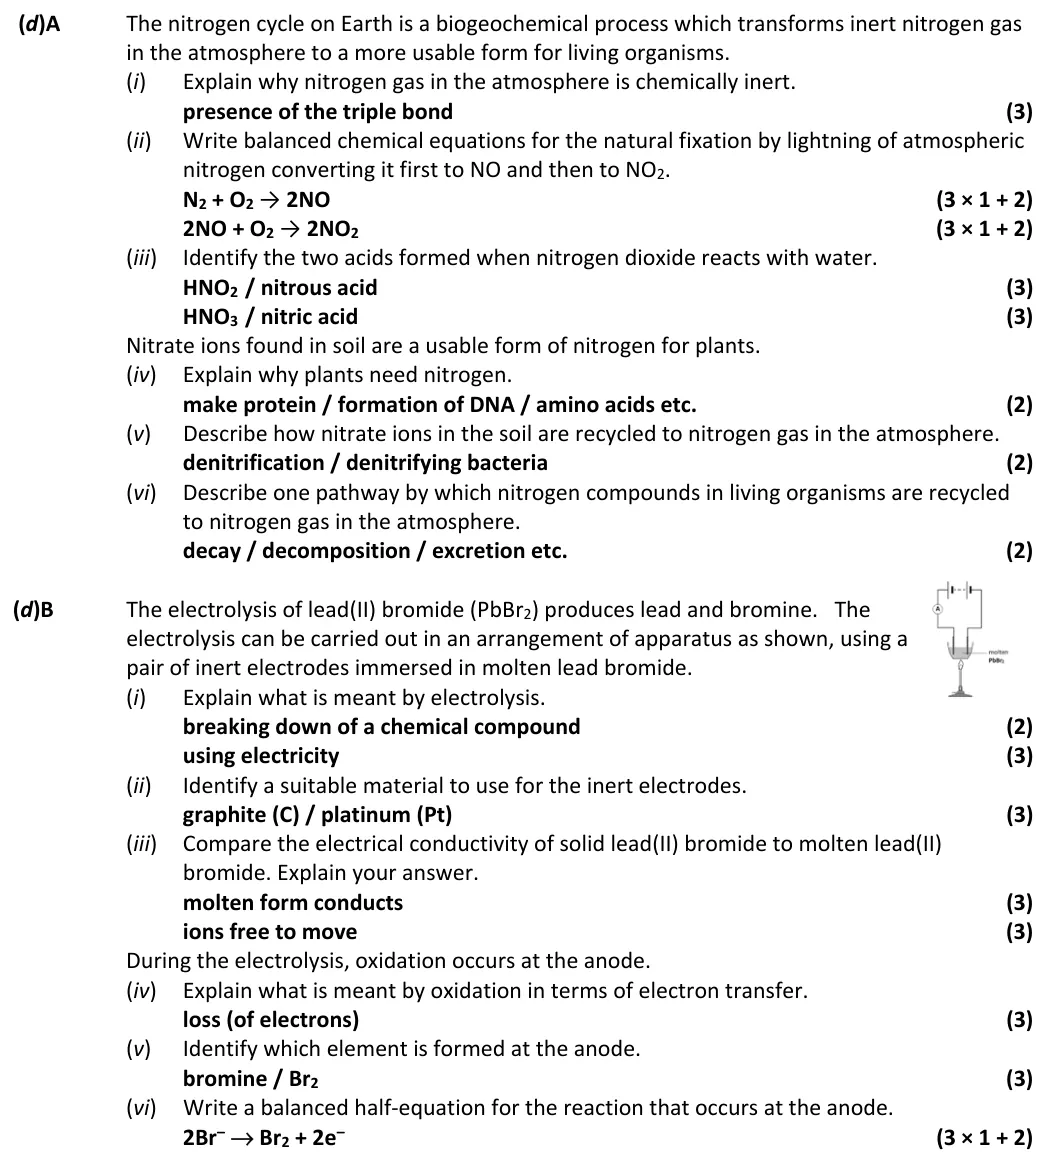 (d)A The nitrogen cycle on Earth is a biogeochemical process which transforms inert nitrogen gas
in the atmosphere to a more usable form for living organisms.
(i) Explain why nitrogen gas in the atmosphere is chemically inert.
presence of the triple bond (3)
(ii) Write balanced chemical equations for the natural fixation by lightning of atmospheric
nitrogen converting it first to NO and then to NO₂.
N₂ + O₂ → 2NO (3 × 1 + 2)
2NO + O₂ → 2NO₂ (3 × 1 + 2)
(iii) Identify the two acids formed when nitrogen dioxide reacts with water.
HNO₂ / nitrous acid (3)
HNO₃ / nitric acid (3)
Nitrate ions found in soil are a usable form of nitrogen for plants.
(iv) Explain why plants need nitrogen.
make protein / formation of DNA / amino acids etc. (2)
(v) Describe how nitrate ions in the soil are recycled to nitrogen gas in the atmosphere.
denitrification / denitrifying bacteria (2)
(vi) Describe one pathway by which nitrogen compounds in living organisms are recycled
to nitrogen gas in the atmosphere.
decay / decomposition / excretion etc. (2)
(d)B The electrolysis of lead(II) bromide (PbBr₂) produces lead and bromine. The
electrolysis can be carried out in an arrangement of apparatus as shown, using a
pair of inert electrodes immersed in molten lead bromide.
A
molten
PbBr₂
(i) Explain what is meant by electrolysis.
breaking down of a chemical compound (2)
using electricity (3)
(ii) Identify a suitable material to use for the inert electrodes.
graphite (C) / platinum (Pt) (3)
(iii) Compare the electrical conductivity of solid lead(II) bromide to molten lead(II)
bromide. Explain your answer.
molten form conducts (3)
ions free to move (3)
During the electrolysis, oxidation occurs at the anode.
(iv) Explain what is meant by oxidation in terms of electron transfer.
loss (of electrons) (3)
(v) Identify which element is formed at the anode.
bromine / Br₂ (3)
(vi) Write a balanced half-equation for the reaction that occurs at the anode.
2Br⁻ → Br₂ + 2e⁻ (3 × 1 + 2)